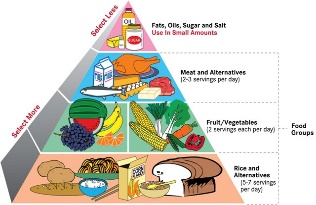 Select Less
Select More
Fats, Oils, Sugar and Salt
Use In Small Amounts
Meat and Alternatives
(2-3 servings per day)
Fruit/Vegetables
(2 servings each per day)
Food
Groups
Rice and
Alternatives
(5-7 servings
per day)
OIL
SUGAR